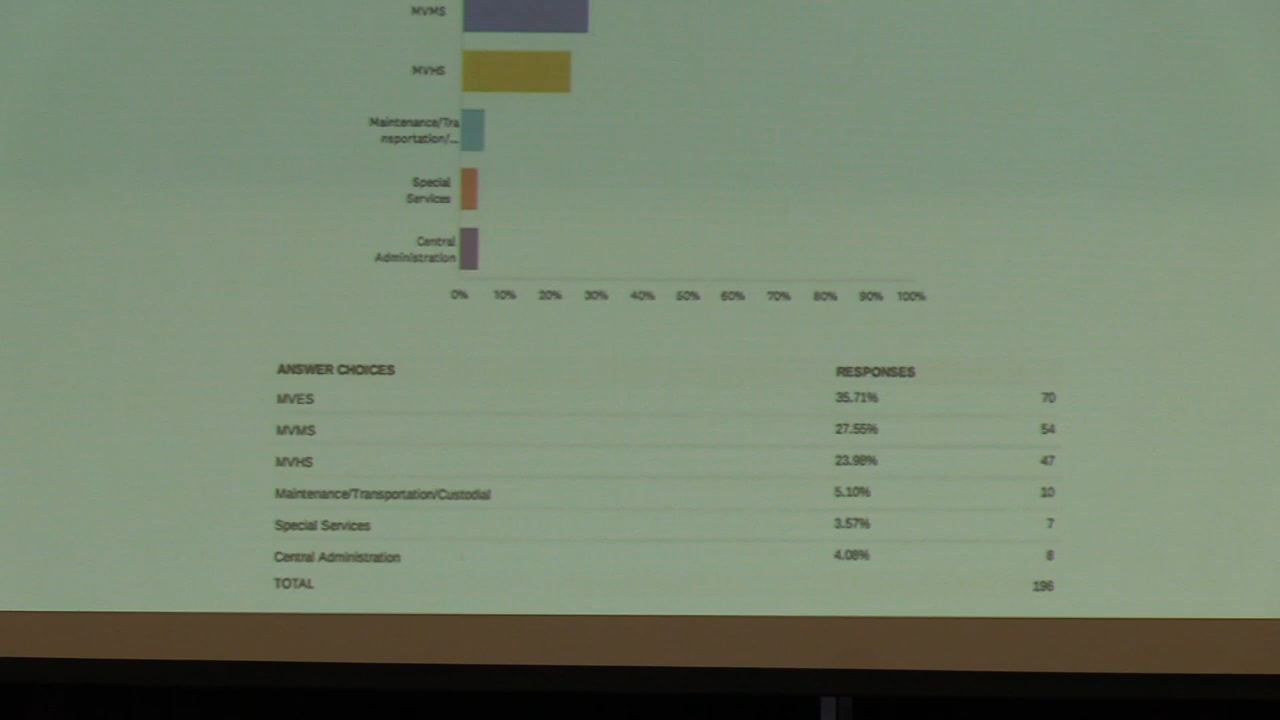 MVMS
MVHS
Maintenance/Tra
nsportation/...
Special
Services
Central
Administration
0% 10% 20% 30% 40% 50% 60% 70% 80% 90% 100%
ANSWER CHOICES RESPONSES
MVES 35.71% 70
MVMS 27.55% 54
MVHS 23.98% 47
Maintenance/Transportation/Custodial 5.10% 10
Special Services 3.57% 7
Central Administration 4.08% 8
TOTAL 196